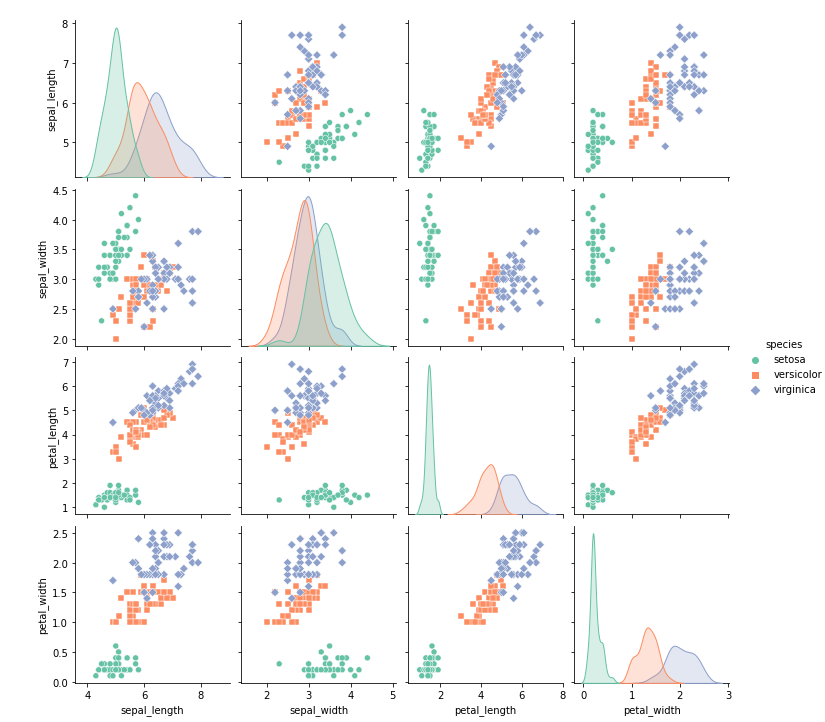 8
7
6
5
sepal_length
4.5
4.0
3.5
3.0
2.5
2.0
sepal_width
species
setosa
versicolor
virginica
7
6
5
4
3
2
1
petal_length
2.5
2.0
1.5
1.0
0.5
0.0
petal_width
4 6 8
2 3 4 5
2 4 6 8
0 1 2 3
sepal_length
sepal_width
petal_length
petal_width